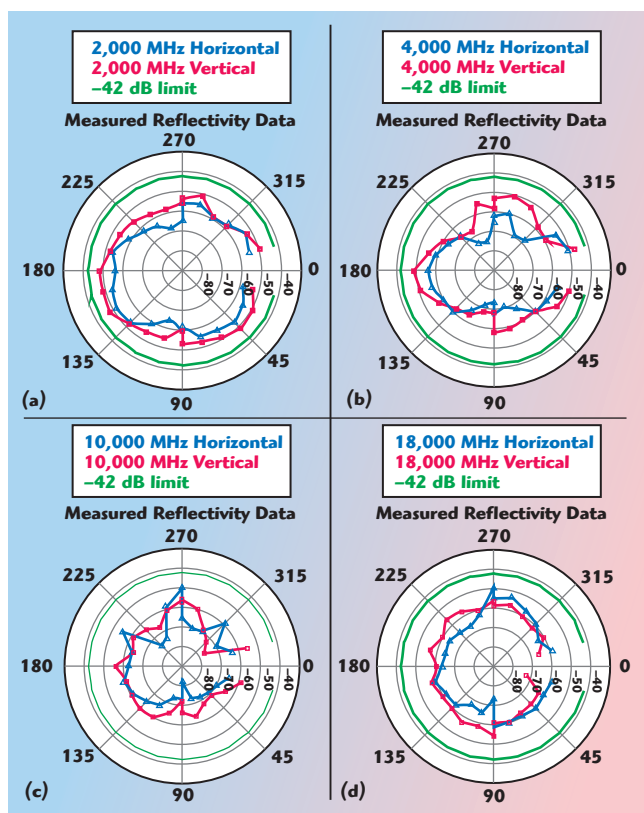 2,000 MHz Horizontal
2,000 MHz Vertical
–42 dB limit
Measured Reflectivity Data
270
225
315
180
0
–80
–70
–60
–50
–40
135
45
90
(a)
4,000 MHz Horizontal
4,000 MHz Vertical
–42 dB limit
Measured Reflectivity Data
270
225
315
180
0
–80
–70
–60
–50
–40
135
45
90
(b)
10,000 MHz Horizontal
10,000 MHz Vertical
–42 dB limit
Measured Reflectivity Data
270
225
315
180
0
–80
–70
–60
–50
–40
135
45
90
(c)
18,000 MHz Horizontal
18,000 MHz Vertical
–42 dB limit
Measured Reflectivity Data
270
225
315
180
0
–80
–70
–60
–50
–40
135
45
90
(d)